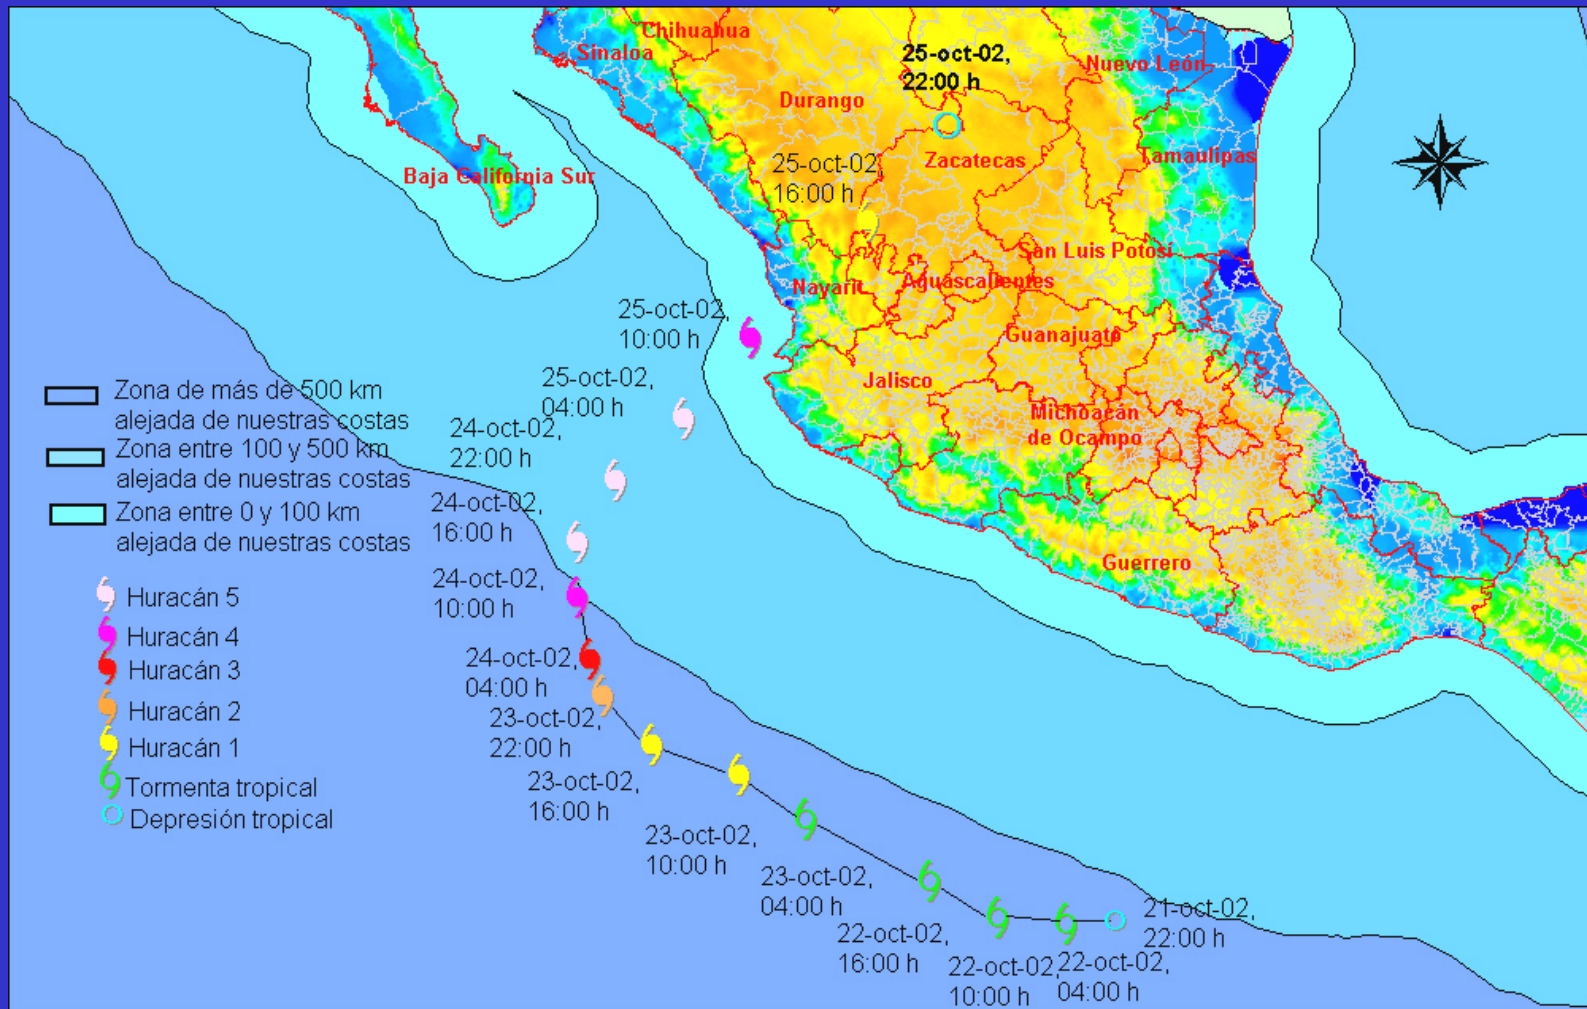 Chihuahua
Sinaloa
25-oct-02,
22:00 h
Nuevo León
Durango
Baja California Sur
25-oct-02,
16:00 h
Zacatecas
Tamaulipas
San Luis Potosí
Nayarit
Aguascalientes
25-oct-02,
10:00 h
Guanajuato
25-oct-02,
04:00 h
Jalisco
Michoacán
de Ocampo
24-oct-02,
22:00 h
24-oct-02,
16:00 h
Guerrero
24-oct-02,
10:00 h
24-oct-02,
04:00 h
23-oct-02,
22:00 h
23-oct-02,
16:00 h
23-oct-02,
10:00 h
23-oct-02,
04:00 h
22-oct-02,
16:00 h
22-oct-02,
10:00 h
22-oct-02,
04:00 h
21-oct-02,
22:00 h
Zona de más de 500 km
alejada de nuestras costas
Zona entre 100 y 500 km
alejada de nuestras costas
Zona entre 0 y 100 km
alejada de nuestras costas
Huracán 5
Huracán 4
Huracán 3
Huracán 2
Huracán 1
Tormenta tropical
Depresión tropical